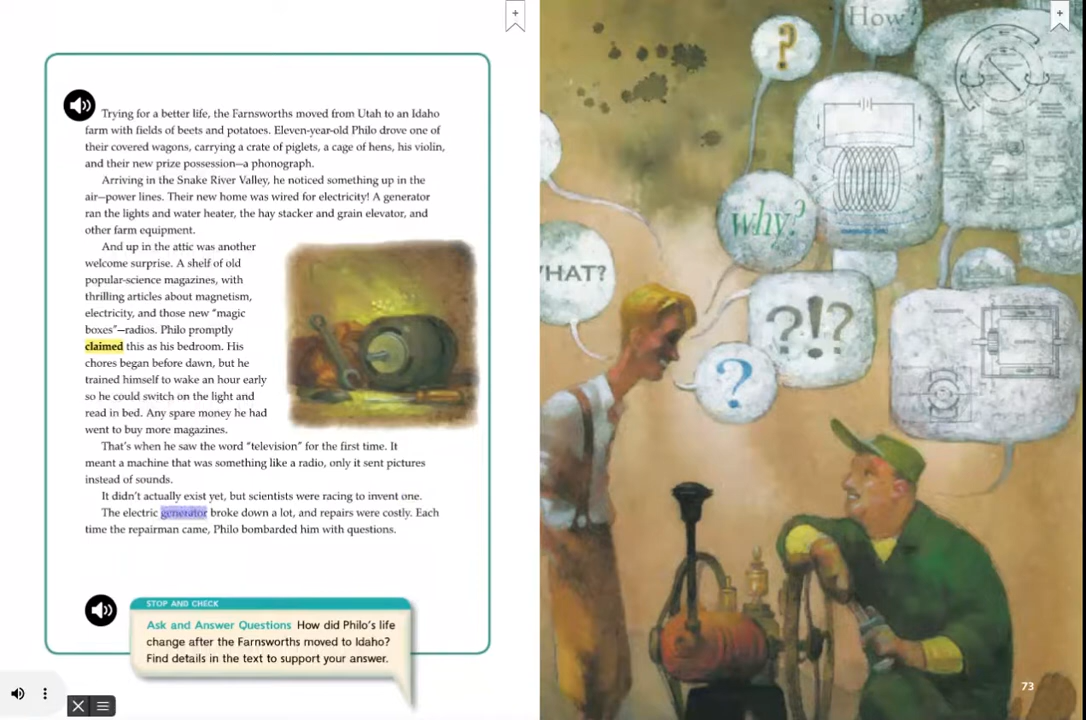 Trying for a better life, the Farnsworths moved from Utah to an Idaho
farm with fields of beets and potatoes. Eleven-year-old Philo drove one of
their covered wagons, carrying a crate of piglets, a cage of hens, his violin,
and their new prize possession—a phonograph.
Arriving in the Snake River Valley, he noticed something up in the
air—power lines. Their new home was wired for electricity! A generator
ran the lights and water heater, the hay stacker and grain elevator, and
other farm equipment.
And up in the attic was another
welcome surprise. A shelf of old
popular-science magazines, with
thrilling articles about magnetism,
electricity, and those new "magic
boxes"—radios. Philo promptly
claimed this as his bedroom. His
chores began before dawn, but he
trained himself to wake an hour early
so he could switch on the light and
read in bed. Any spare money he had
went to buy more magazines.
That's when he saw the word "television" for the first time. It
meant a machine that was something like a radio, only it sent pictures
instead of sounds.
It didn't actually exist yet, but scientists were racing to invent one.
The electric generator broke down a lot, and repairs were costly. Each
time the repairman came, Philo bombarded him with questions.
STOP AND CHECK
Ask and Answer Questions How did Philo's life
change after the Farnsworths moved to Idaho?
Find details in the text to support your answer.
How?
?
why?
HAT?
?!?
?
73